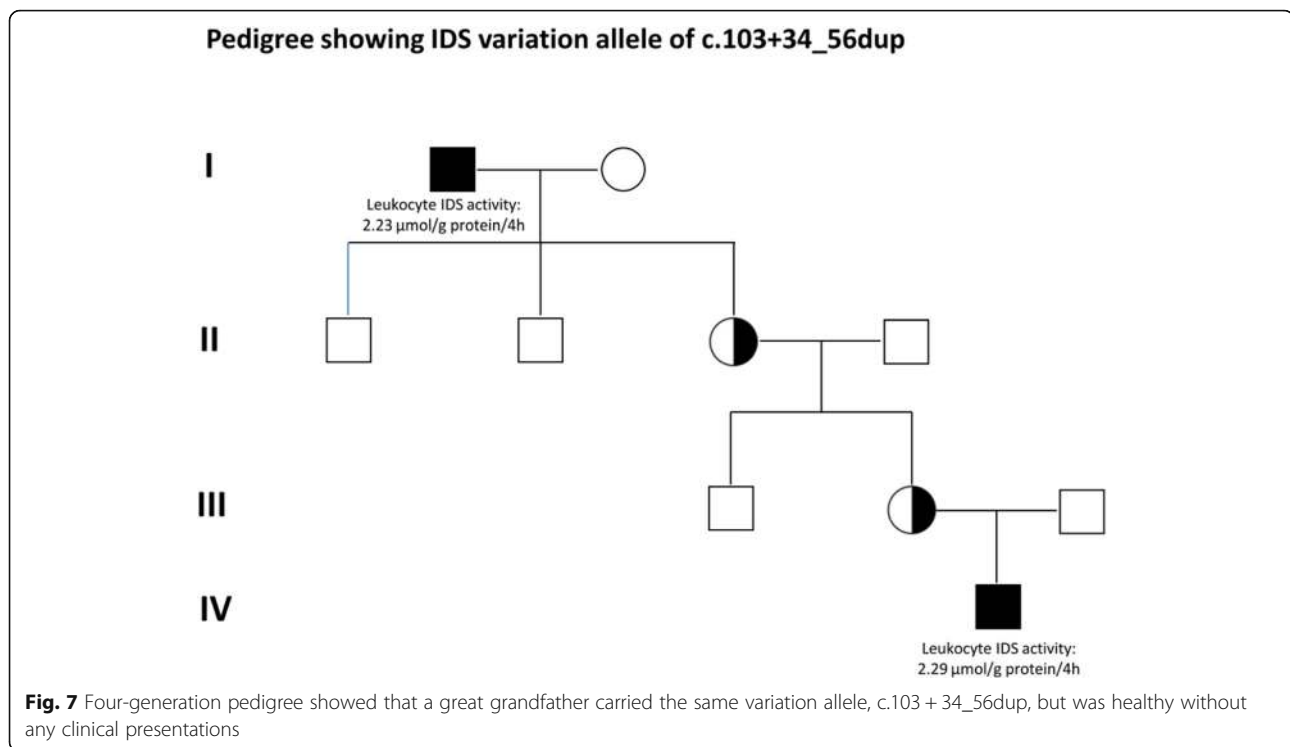 Pedigree showing IDS variation allele of c.103+34_56dup
I
Leukocyte IDS activity:
2.23 µmol/g protein/4h
II
III
IV
Leukocyte IDS activity:
2.29 µmol/g protein/4h
Fig. 7 Four-generation pedigree showed that a great grandfather carried the same variation allele, c.103 + 34_56dup, but was healthy without
any clinical presentations